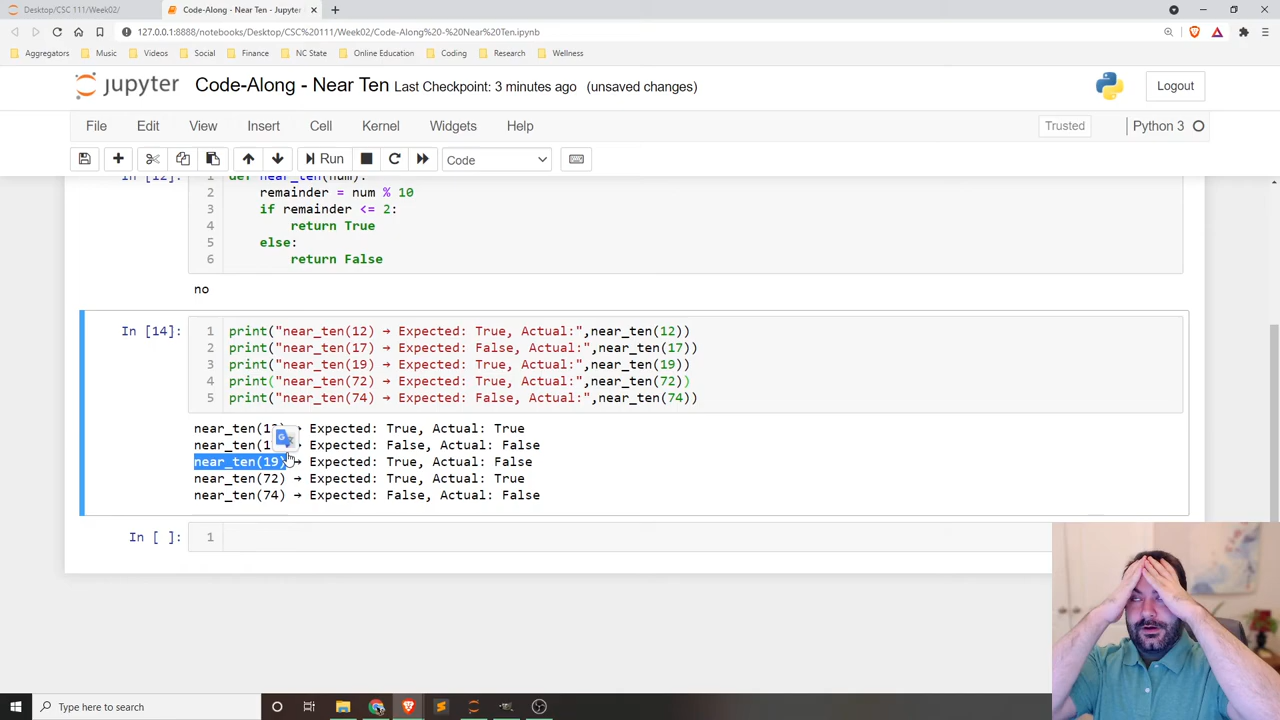 Desktop/CSC 111/Week02/
Code-Along - Near Ten - Jupyter
127.0.0.1:8888/notebooks/Desktop/CSC%20111/Week02/Code-Along%20-%20Near%20Ten.ipynb
Aggregators Music Videos Social Finance NC State Online Education Coding Research Wellness
jupyter Code-Along - Near Ten Last Checkpoint: 3 minutes ago (unsaved changes) Logout
File Edit View Insert Cell Kernel Widgets Help Trusted Python 3
Run Code
In [12]: 1 def near_ten(num):
2 remainder = num % 10
3 if remainder <= 2:
4 return True
5 else:
6 return False
no
In [14]: 1 print("near_ten(12) → Expected: True, Actual:",near_ten(12))
2 print("near_ten(17) → Expected: False, Actual:",near_ten(17))
3 print("near_ten(19) → Expected: True, Actual:",near_ten(19))
4 print("near_ten(72) → Expected: True, Actual:",near_ten(72))
5 print("near_ten(74) → Expected: False, Actual:",near_ten(74))
near_ten(12) → Expected: True, Actual: True
near_ten(1 → Expected: False, Actual: False
near_ten(19) → Expected: True, Actual: False
near_ten(72) → Expected: True, Actual: True
near_ten(74) → Expected: False, Actual: False
In [ ]: 1
Type here to search